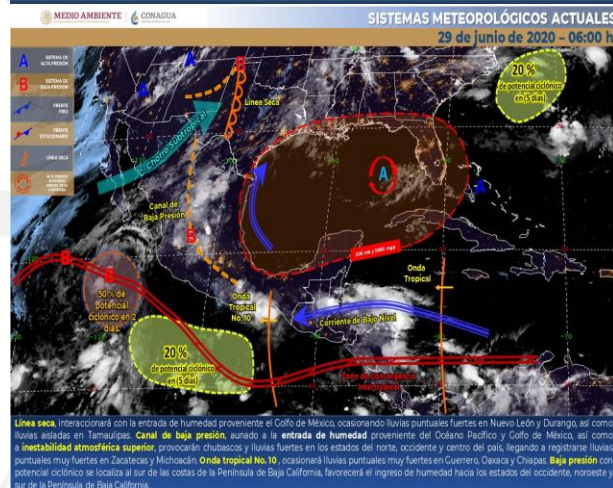 MEDIO AMBIENTE CONAGUA
SISTEMAS METEOROLÓGICOS ACTUALES
29 de junio de 2020 – 06:00 h
A SISTEMA DE ALTA PRESIÓN
B SISTEMA DE BAJA PRESIÓN
FRENTE FRÍO
FRENTE ESTACIONARIO
LÍNEA SECA
A
A
B
Línea Seca
Chorro Subtropical
20 %
de potencial ciclónico
en (5 días)
A
A
Canal de
Baja Presión
B
B
B
50 % de
potencial
ciclónico en 2
días.
Onda
Tropical
No. 10
Onda
Tropical
Corriente de Bajo Nivel
20 %
de potencial ciclónico
en (5 días)
Zona de Convergencia
Intertropical
Línea seca, interaccionará con la entrada de humedad proveniente el Golfo de México, ocasionando lluvias puntuales fuertes en Nuevo León y Durango, así como
lluvias aisladas en Tamaulipas. Canal de baja presión, aunado a la entrada de humedad proveniente del Océano Pacífico y Golfo de México, así como
a inestabilidad atmosférica superior, provocarán chubascos y lluvias fuertes en los estados del norte, occidente y centro del país, llegando a registrarse lluvias
puntuales muy fuertes en Zacatecas y Michoacán. Onda tropical No. 10, ocasionará lluvias puntuales muy fuertes en Guerrero, Oaxaca y Chiapas. Baja presión con
potencial ciclónico se localiza al sur de las costas de la Península de Baja California, favorecerá el ingreso de humedad hacia los estados del occidente, noroeste y
sur de la Península de Baja California.